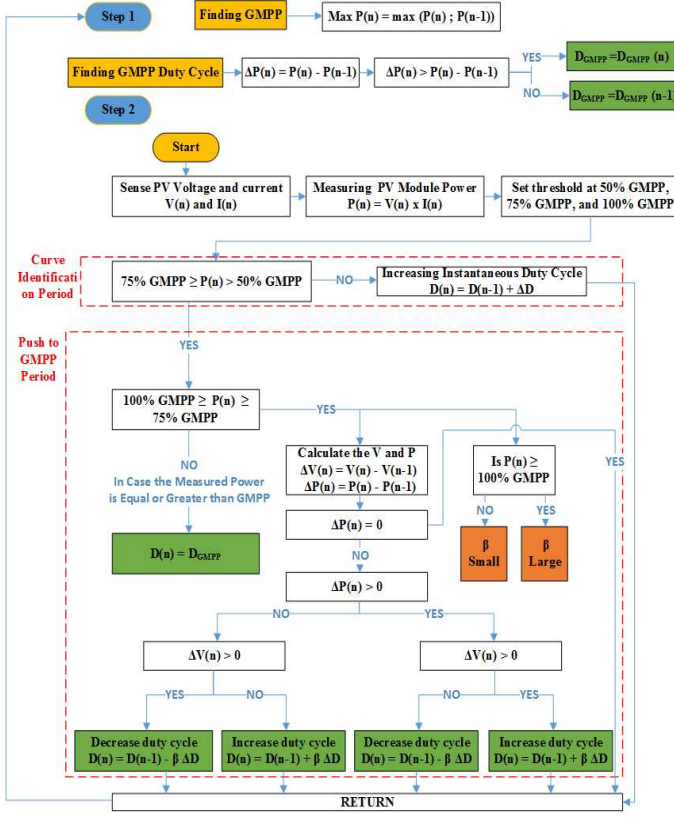 Step 1
Finding GMPP
Max P(n) = max (P(n) ; P(n-1))
Finding GMPP Duty Cycle
ΔP(n) = P(n) - P(n-1)
ΔP(n) > P(n) - P(n-1)
YES
NO
D_GMPP = D_GMPP (n)
D_GMPP = D_GMPP (n-1)
Step 2
Start
Sense PV Voltage and current
V(n) and I(n)
Measuring PV Module Power
P(n) = V(n) x I(n)
Set threshold at 50% GMPP,
75% GMPP, and 100% GMPP
Curve
Identificati
on Period
75% GMPP ≥ P(n) > 50% GMPP
NO
Increasing Instantaneous Duty Cycle
D(n) = D(n-1) + ΔD
YES
Push to
GMPP
Period
100% GMPP ≥ P(n) ≥
75% GMPP
YES
NO
In Case the Measured Power
is Equal or Greater than GMPP
D(n) = D_GMPP
Calculate the V and P
ΔV(n) = V(n) - V(n-1)
ΔP(n) = P(n) - P(n-1)
Is P(n) ≥
100% GMPP
YES
NO
YES
β
Small
β
Large
ΔP(n) = 0
NO
ΔP(n) > 0
NO
YES
ΔV(n) > 0
ΔV(n) > 0
YES
NO
NO
YES
Decrease duty cycle
D(n) = D(n-1) - β ΔD
Increase duty cycle
D(n) = D(n-1) + β ΔD
Decrease duty cycle
D(n) = D(n-1) - β ΔD
Increase duty cycle
D(n) = D(n-1) + β ΔD
RETURN